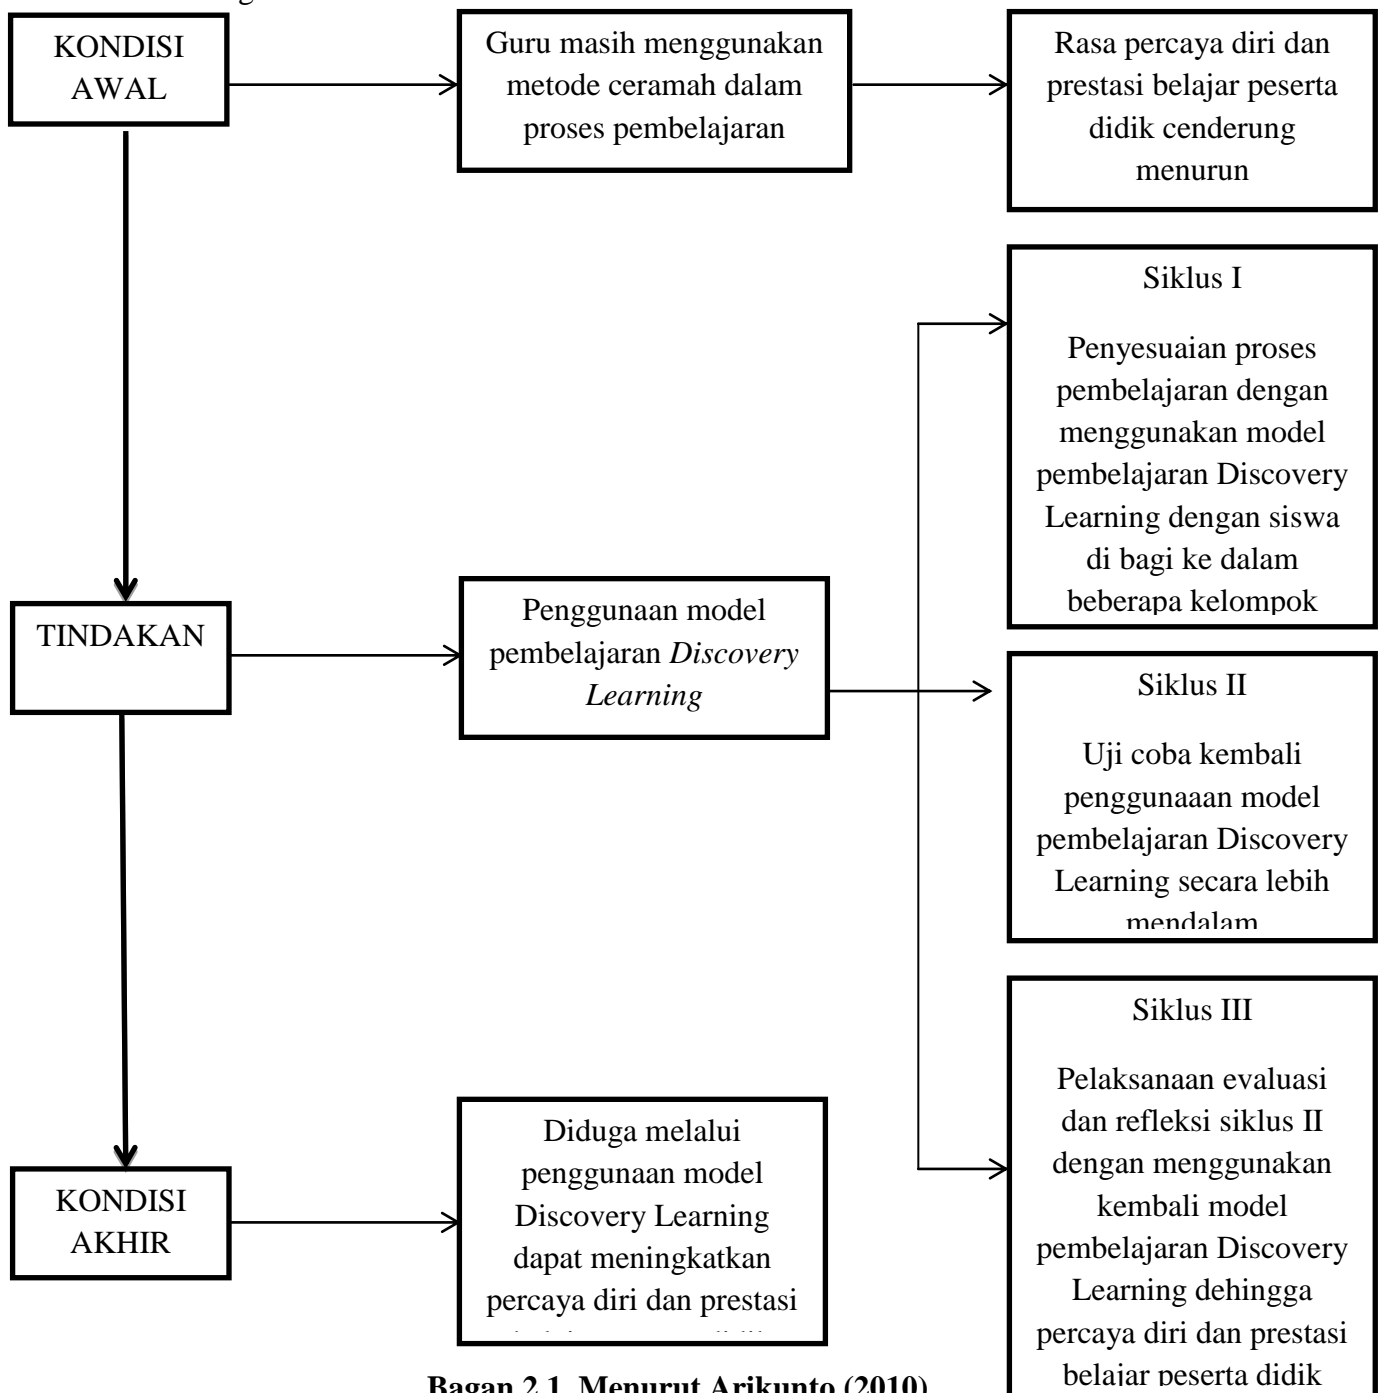 KONDISI
AWAL
Guru masih menggunakan
metode ceramah dalam
proses pembelajaran
Rasa percaya diri dan
prestasi belajar peserta
didik cenderung
menurun
Siklus I
Penyesuaian proses
pembelajaran dengan
menggunakan model
pembelajaran Discovery
Learning dengan siswa
di bagi ke dalam
beberapa kelompok
TINDAKAN
Penggunaan model
pembelajaran Discovery
Learning
Siklus II
Uji coba kembali
penggunaaan model
pembelajaran Discovery
Learning secara lebih
mendalam
Siklus III
Pelaksanaan evaluasi
dan refleksi siklus II
dengan menggunakan
kembali model
pembelajaran Discovery
Learning dehingga
percaya diri dan prestasi
belajar peserta didik
KONDISI
AKHIR
Diduga melalui
penggunaan model
Discovery Learning
dapat meningkatkan
percaya diri dan prestasi
Bagan 2.1 Menurut Arikunto (2010)